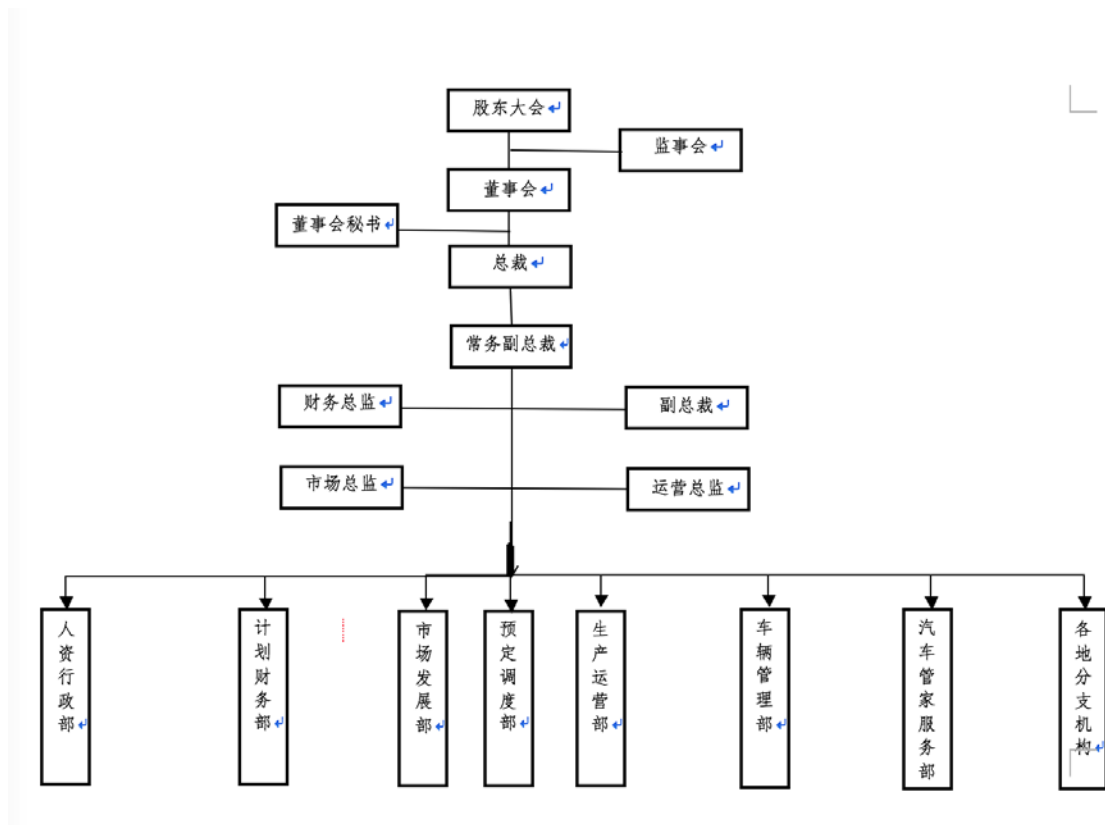 股东大会
监事会
董事会
董事会秘书
总裁
常务副总裁
财务总监
副总裁
市场总监
运营总监
人资行政部
计划财务部
市场发展部
预定调度部
生产运营部
车辆管理部
汽车管家服务部
各地分支机构